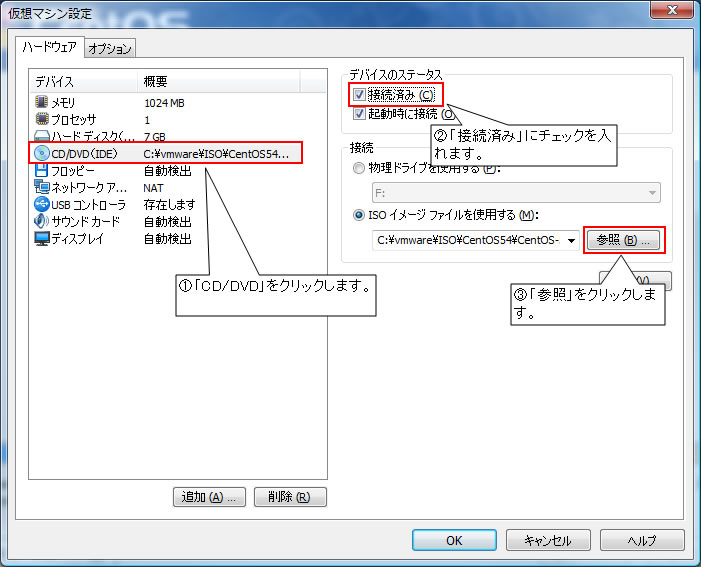 仮想マシン設定
ハードウェア オプション
デバイス 概要
メモリ 1024 MB
プロセッサ 1
ハード ディスク(... 7 GB
CD/DVD (IDE) C:¥vmware¥ISO¥CentOS54...
フロッピー 自動検出
ネットワーク ア... NAT
USB コントローラ 存在します
サウンド カード 自動検出
ディスプレイ 自動検出
①「CD/DVD」をクリックします。
追加 (A) ...
削除 (R)
デバイスのステータス
接続済み (C)
起動時に接続 (O)
②「接続済み」にチェックを入
れます。
接続
物理ドライブを使用する (P):
F:
ISO イメージ ファイルを使用する (M):
C:¥vmware¥ISO¥CentOS54¥CentOS-
参照 (B) ...
③「参照」をクリックしま
す。
OK
キャンセル
ヘルプ